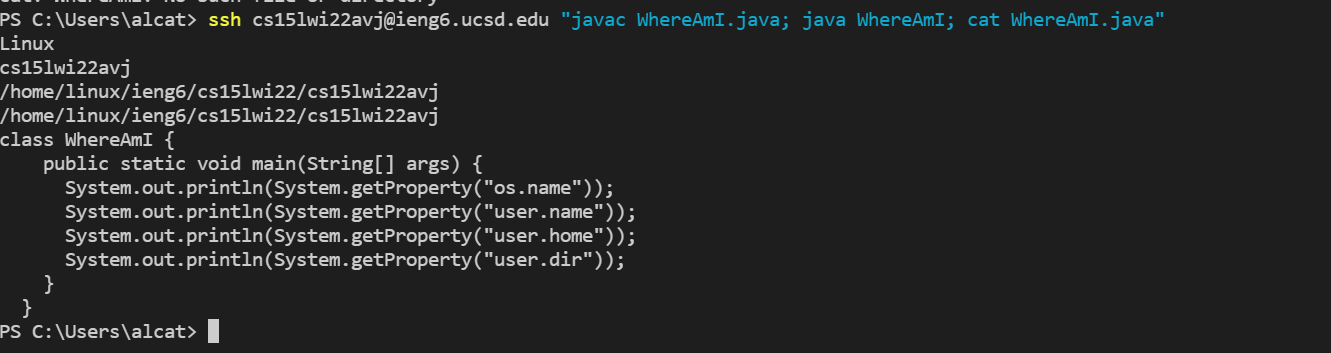 PS C:\Users\alcat> ssh cs15lwi22avj@ieng6.ucsd.edu "javac WhereAmI.java; java WhereAmI; cat WhereAmI.java"
Linux
cs15lwi22avj
/home/linux/ieng6/cs15lwi22/cs15lwi22avj
/home/linux/ieng6/cs15lwi22/cs15lwi22avj
class WhereAmI {
    public static void main(String[] args) {
      System.out.println(System.getProperty("os.name"));
      System.out.println(System.getProperty("user.name"));
      System.out.println(System.getProperty("user.home"));
      System.out.println(System.getProperty("user.dir"));
    }
  }
PS C:\Users\alcat>